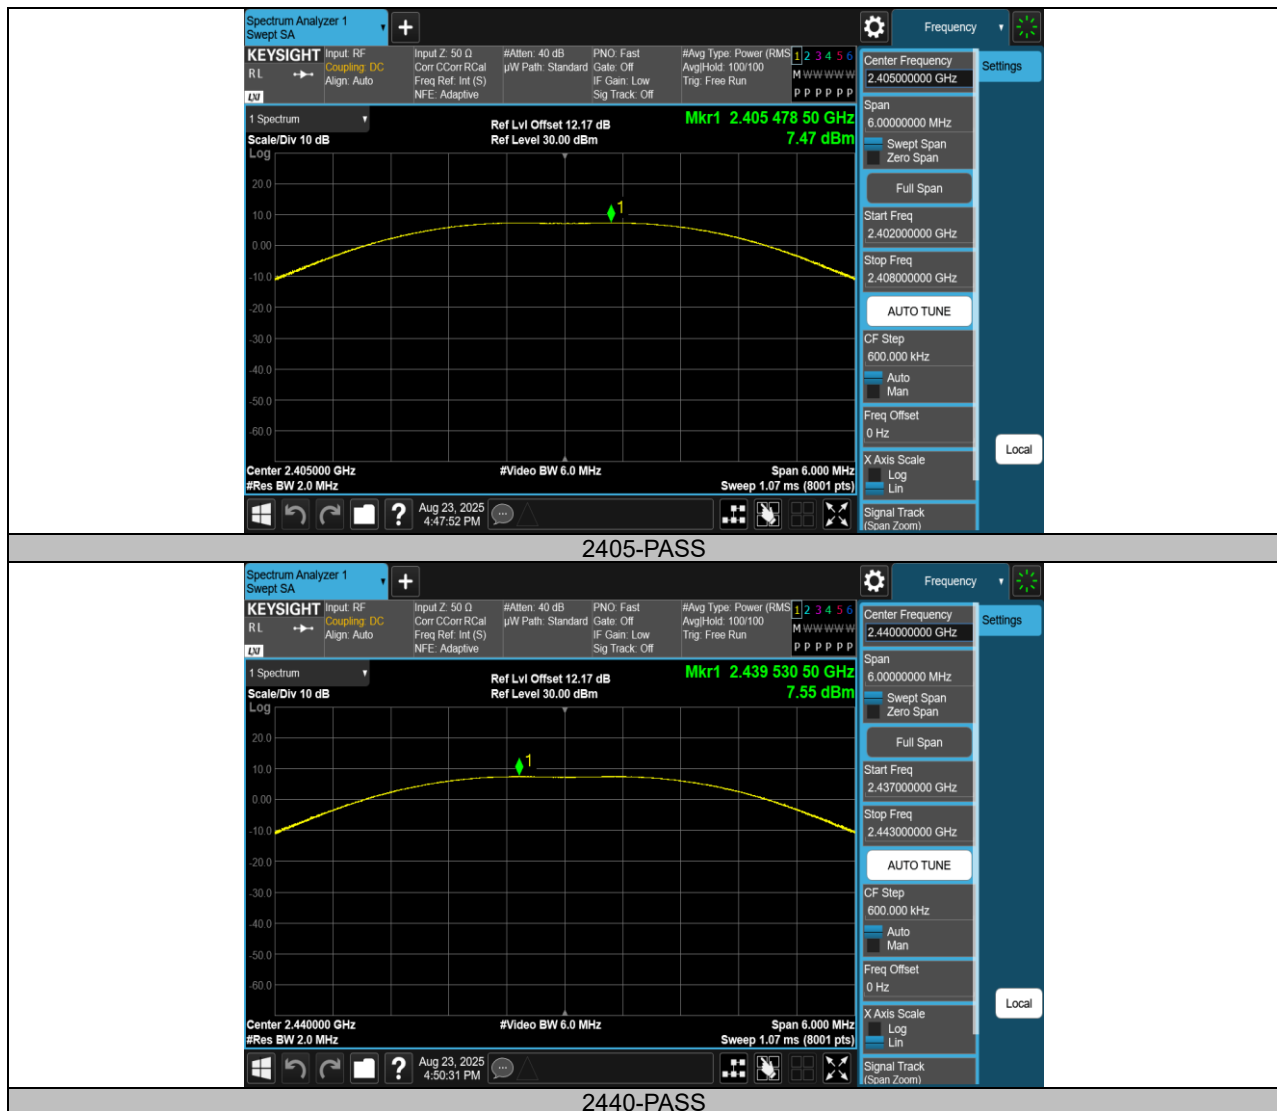 Spectrum Analyzer 1
Swept SA
+
Frequency
KEYSIGHT
RL
LXI
Input: RF
Coupling: DC
Align: Auto
Input Z: 50 Ω
Corr CCorr RCal
Freq Ref: Int (S)
NFE: Adaptive
#Atten: 40 dB
µW Path: Standard
PNO: Fast
Gate: Off
IF Gain: Low
Sig Track: Off
#Avg Type: Power (RMS
Avg|Hold: 100/100
Trig: Free Run
1 2 3 4 5 6
M W W W W W
P P P P P P
Center Frequency
2.405000000 GHz
Settings
Span
6.00000000 MHz
Swept Span
Zero Span
Full Span
Start Freq
2.402000000 GHz
Stop Freq
2.408000000 GHz
AUTO TUNE
CF Step
600.000 kHz
Auto
Man
Freq Offset
0 Hz
X Axis Scale
Log
Lin
Signal Track
(Span Zoom)
Local
1 Spectrum
Scale/Div 10 dB
Log
Ref Lvl Offset 12.17 dB
Ref Level 30.00 dBm
Mkr1 2.405 478 50 GHz
7.47 dBm
1
20.0
10.0
0.00
-10.0
-20.0
-30.0
-40.0
-50.0
-60.0
Center 2.405000 GHz
#Res BW 2.0 MHz
#Video BW 6.0 MHz
Span 6.000 MHz
Sweep 1.07 ms (8001 pts)
?
Aug 23, 2025
4:47:52 PM
2405-PASS
Spectrum Analyzer 1
Swept SA
+
Frequency
KEYSIGHT
RL
LXI
Input: RF
Coupling: DC
Align: Auto
Input Z: 50 Ω
Corr CCorr RCal
Freq Ref: Int (S)
NFE: Adaptive
#Atten: 40 dB
µW Path: Standard
PNO: Fast
Gate: Off
IF Gain: Low
Sig Track: Off
#Avg Type: Power (RMS
Avg|Hold: 100/100
Trig: Free Run
1 2 3 4 5 6
M W W W W W
P P P P P P
Center Frequency
2.440000000 GHz
Settings
Span
6.00000000 MHz
Swept Span
Zero Span
Full Span
Start Freq
2.437000000 GHz
Stop Freq
2.443000000 GHz
AUTO TUNE
CF Step
600.000 kHz
Auto
Man
Freq Offset
0 Hz
X Axis Scale
Log
Lin
Signal Track
(Span Zoom)
Local
1 Spectrum
Scale/Div 10 dB
Log
Ref Lvl Offset 12.17 dB
Ref Level 30.00 dBm
Mkr1 2.439 530 50 GHz
7.55 dBm
1
20.0
10.0
0.00
-10.0
-20.0
-30.0
-40.0
-50.0
-60.0
Center 2.440000 GHz
#Res BW 2.0 MHz
#Video BW 6.0 MHz
Span 6.000 MHz
Sweep 1.07 ms (8001 pts)
?
Aug 23, 2025
4:50:31 PM
2440-PASS